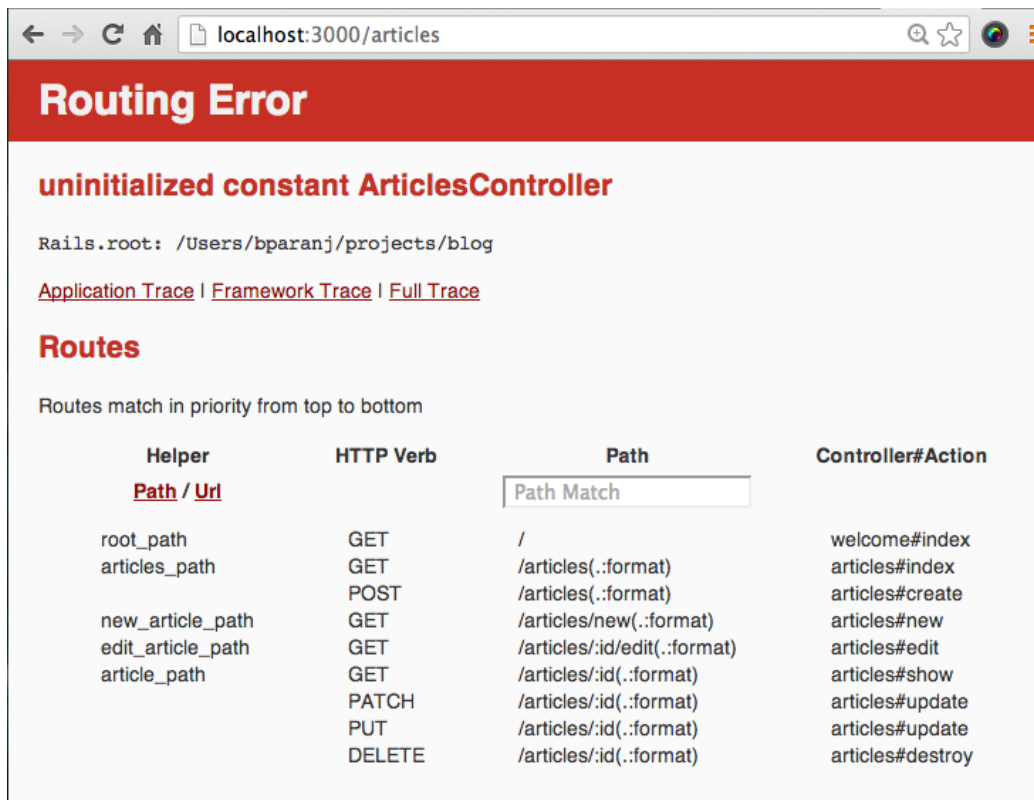 localhost:3000/articles
Routing Error
uninitialized constant ArticlesController
Rails.root: /Users/bparanj/projects/blog
Application Trace | Framework Trace | Full Trace
Routes
Routes match in priority from top to bottom
Helper HTTP Verb Path Controller#Action
Path / Url Path Match
root_path GET / welcome#index
articles_path GET /articles(.:format) articles#index
POST /articles(.:format) articles#create
new_article_path GET /articles/new(.:format) articles#new
edit_article_path GET /articles/:id/edit(.:format) articles#edit
article_path GET /articles/:id(.:format) articles#show
PATCH /articles/:id(.:format) articles#update
PUT /articles/:id(.:format) articles#update
DELETE /articles/:id(.:format) articles#destroy